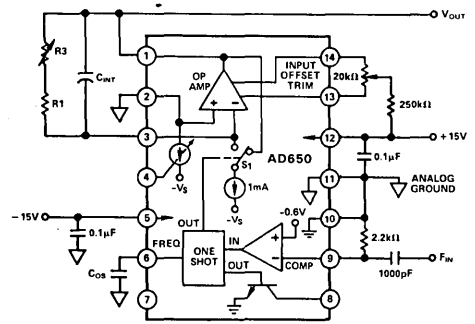 VOUT
R3
CINT
R1
1
2
3
4
5
6
7
14
13
12
11
10
9
8
OP
AMP
INPUT
OFFSET
TRIM
20kΩ
250kΩ
+15V
0.1μF
ANALOG
GROUND
S1
AD650
1mA
-VS
-VS
-15V
0.1μF
OUT
-0.6V
FREQ
ONE
SHOT
IN
OUT
COMP
COS
2.2kΩ
1000pF
FIN
+
−
+
−